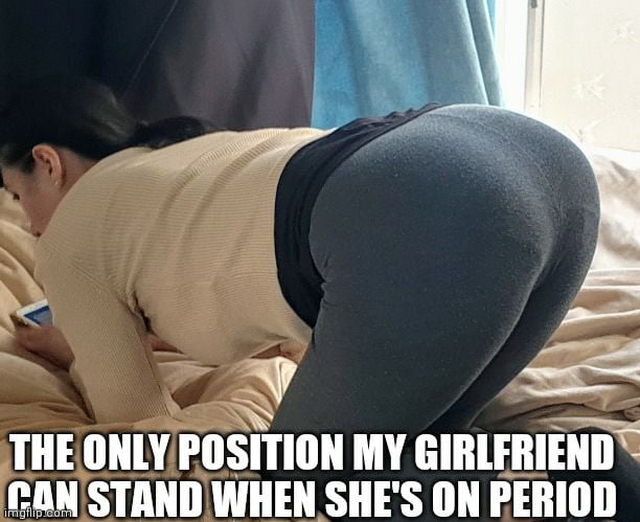 THE ONLY POSITION MY GIRLFRIEND
CAN STAND WHEN SHE'S ON PERIOD
imgflip.com